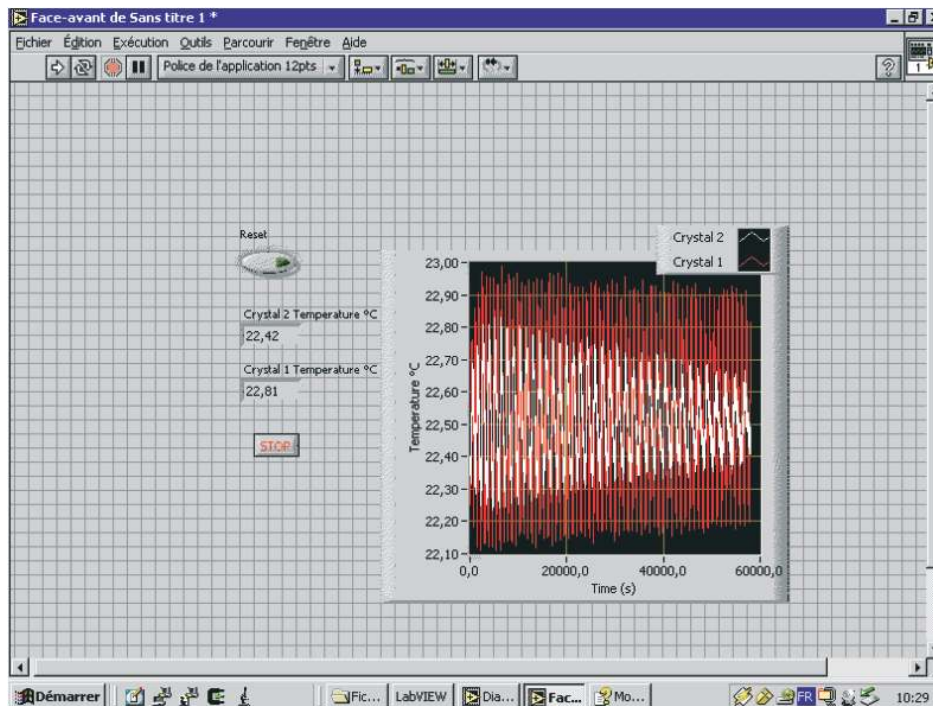 Face-avant de Sans titre 1 *
Fichier Édition Exécution Outils Parcourir Fenêtre Aide
Police de l'application 12pts
1
Reset
Crystal 2
Crystal 1
Crystal 2 Temperature °C
22,42
Crystal 1 Temperature °C
22,81
STOP
Temperature °C
23,00
22,90
22,80
22,70
22,60
22,50
22,40
22,30
22,20
22,10
0,0 20000,0 40000,0 60000,0
Time (s)
Démarrer Fic... LabVIEW Dia... Fac... Mo... FR 10:29